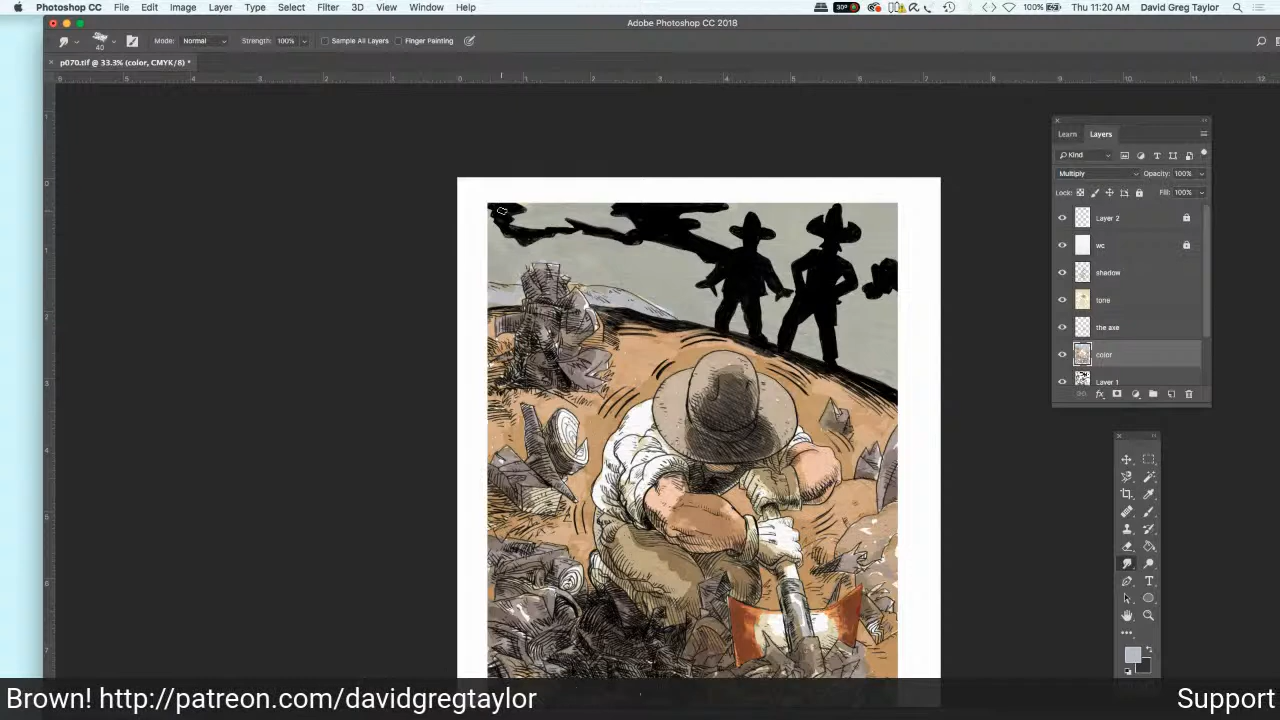 Photoshop CC File Edit Image Layer Type Select Filter 3D View Window Help 30° 100% Thu 11:20 AM David Greg Taylor
Adobe Photoshop CC 2018
40 Mode: Normal Strength: 100% Sample All Layers Finger Painting
p070.tif @ 33.3% (color, CMYK/8) *
Learn Layers
Kind
Multiply Opacity: 100%
Lock: Fill: 100%
Layer 2
wc
shadow
tone
the axe
color
Layer 1
Brown! http://patreon.com/davidgregtaylor Support